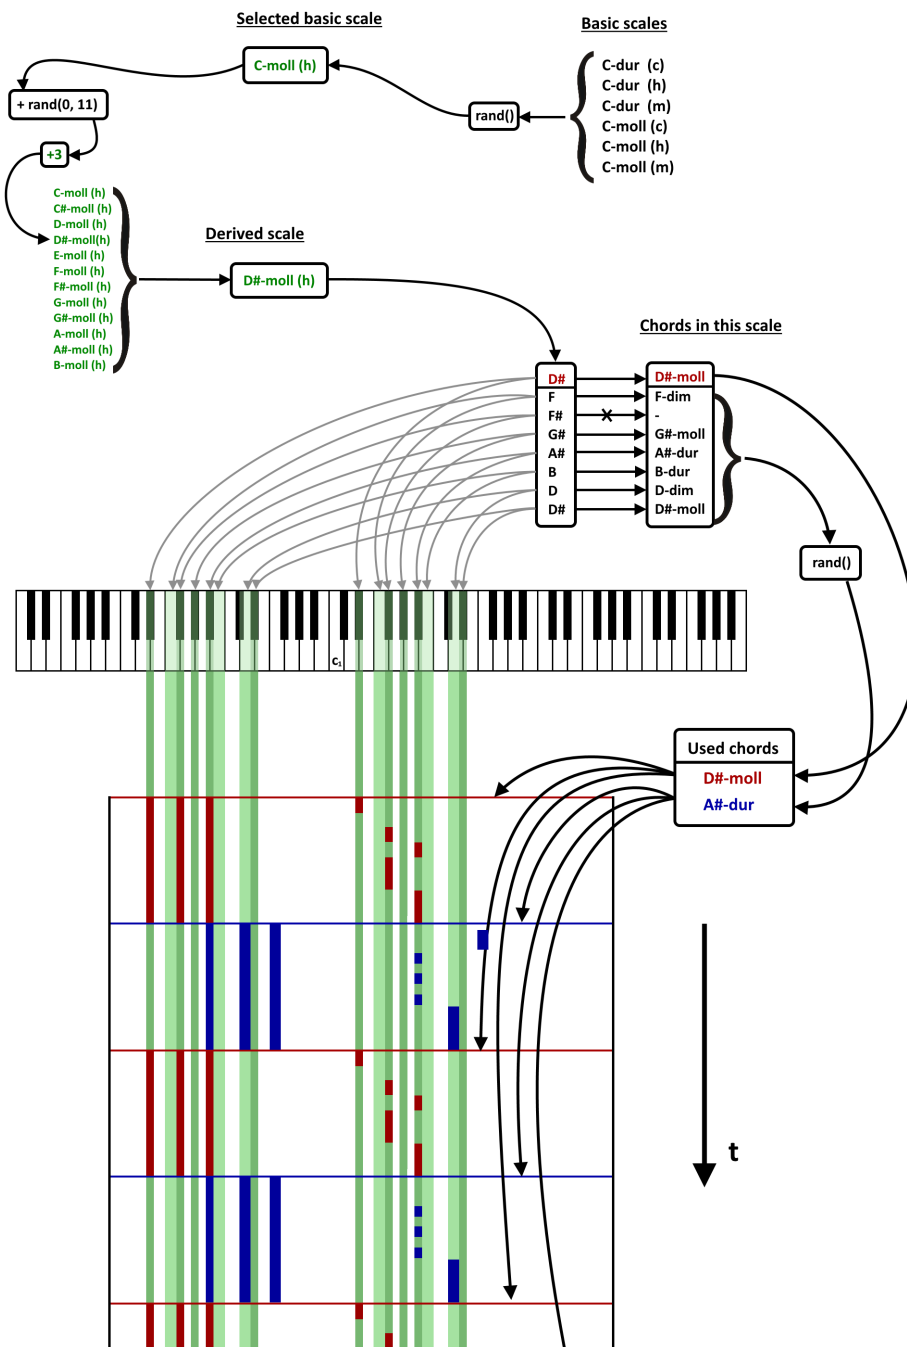 Selected basic scale
Basic scales
C-moll (h)
C-dur  (c)
C-dur  (h)
C-dur  (m)
C-moll (c)
C-moll (h)
C-moll (m)
+ rand(0, 11)
rand()
+3
C-moll (h)
C#-moll (h)
D-moll (h)
D#-moll(h)
E-moll (h)
F-moll (h)
F#-moll (h)
G-moll (h)
G#-moll (h)
A-moll (h)
A#-moll (h)
B-moll (h)
Derived scale
D#-moll (h)
Chords in this scale
D# D#-moll
F F-dim
F# -
G# G#-moll
A# A#-dur
B B-dur
D D-dim
D# D#-moll
rand()
C1
Used chords
D#-moll
A#-dur
t